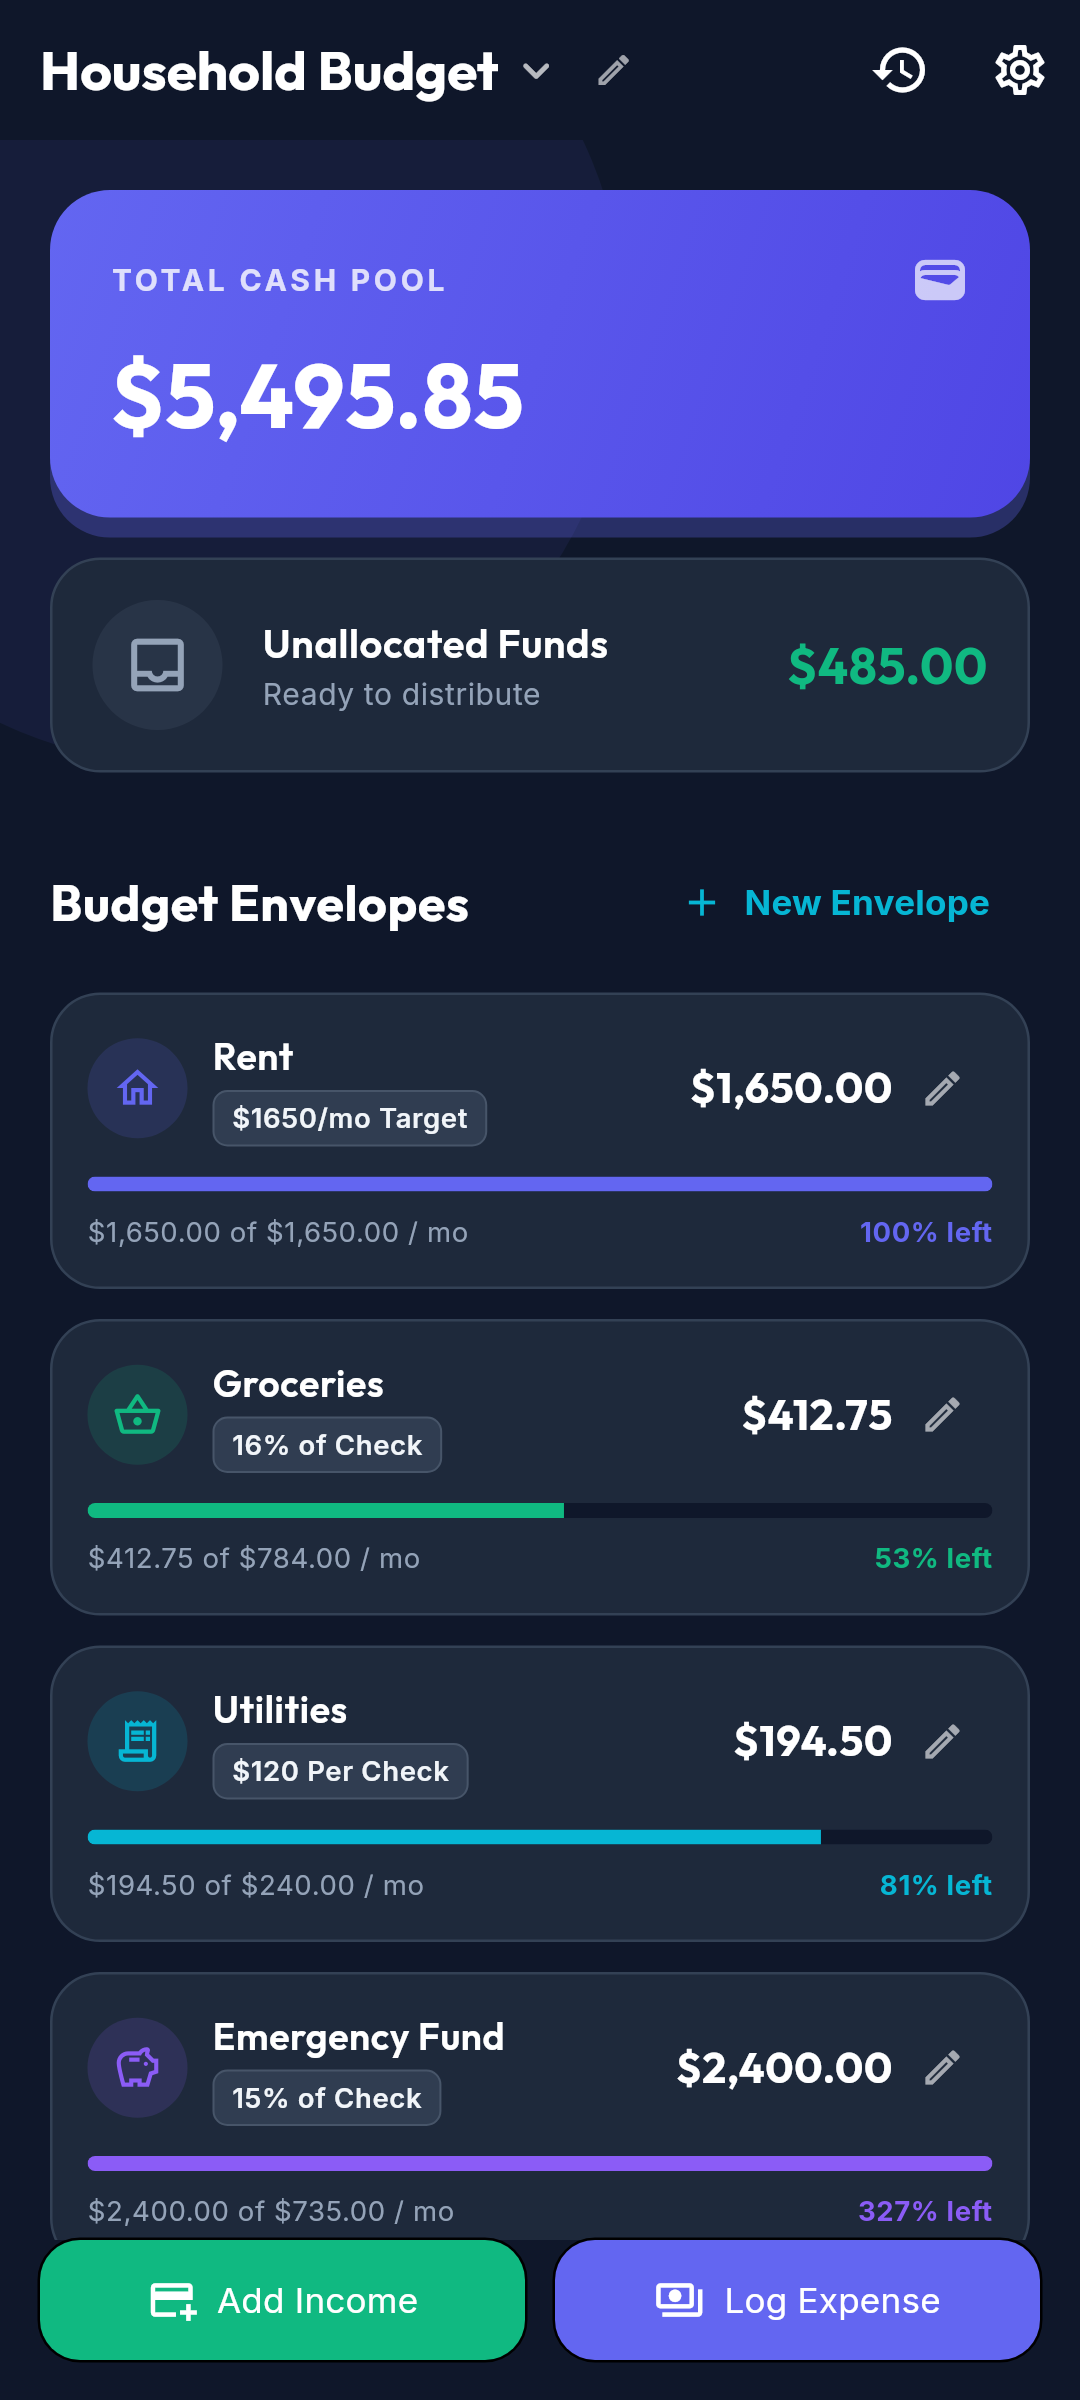 Household Budget
TOTAL CASH POOL
$5,495.85
Unallocated Funds
Ready to distribute
$485.00
Budget Envelopes
New Envelope
Rent
$1650/mo Target
$1,650.00
$1,650.00 of $1,650.00 / mo
100% left
Groceries
16% of Check
$412.75
$412.75 of $784.00 / mo
53% left
Utilities
$120 Per Check
$194.50
$194.50 of $240.00 / mo
81% left
Emergency Fund
15% of Check
$2,400.00
$2,400.00 of $735.00 / mo
327% left
Add Income
Log Expense